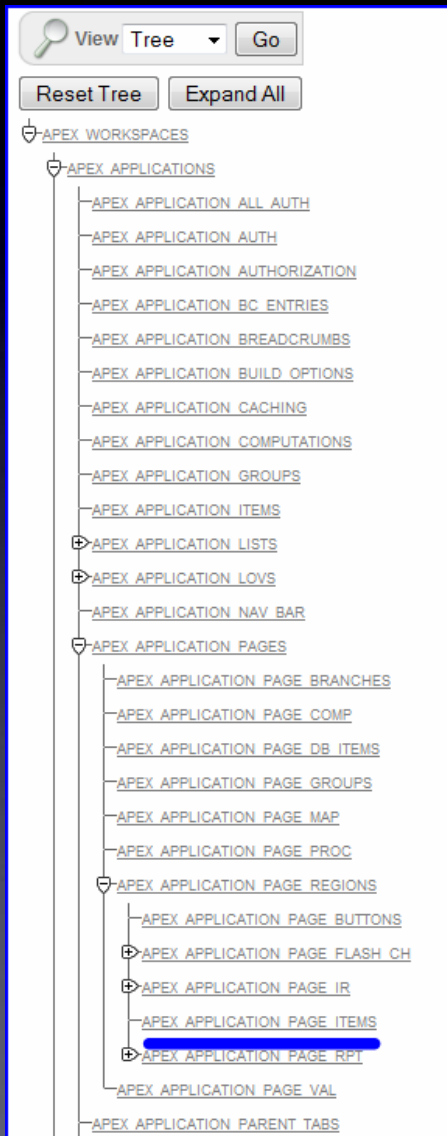 View Tree Go
Reset Tree Expand All
APEX WORKSPACES
APEX APPLICATIONS
APEX APPLICATION ALL AUTH
APEX APPLICATION AUTH
APEX APPLICATION AUTHORIZATION
APEX APPLICATION BC ENTRIES
APEX APPLICATION BREADCRUMBS
APEX APPLICATION BUILD OPTIONS
APEX APPLICATION CACHING
APEX APPLICATION COMPUTATIONS
APEX APPLICATION GROUPS
APEX APPLICATION ITEMS
APEX APPLICATION LISTS
APEX APPLICATION LOVS
APEX APPLICATION NAV BAR
APEX APPLICATION PAGES
APEX APPLICATION PAGE BRANCHES
APEX APPLICATION PAGE COMP
APEX APPLICATION PAGE DB ITEMS
APEX APPLICATION PAGE GROUPS
APEX APPLICATION PAGE MAP
APEX APPLICATION PAGE PROC
APEX APPLICATION PAGE REGIONS
APEX APPLICATION PAGE BUTTONS
APEX APPLICATION PAGE FLASH CH
APEX APPLICATION PAGE IR
APEX APPLICATION PAGE ITEMS
APEX APPLICATION PAGE RPT
APEX APPLICATION PAGE VAL
APEX APPLICATION PARENT TABS